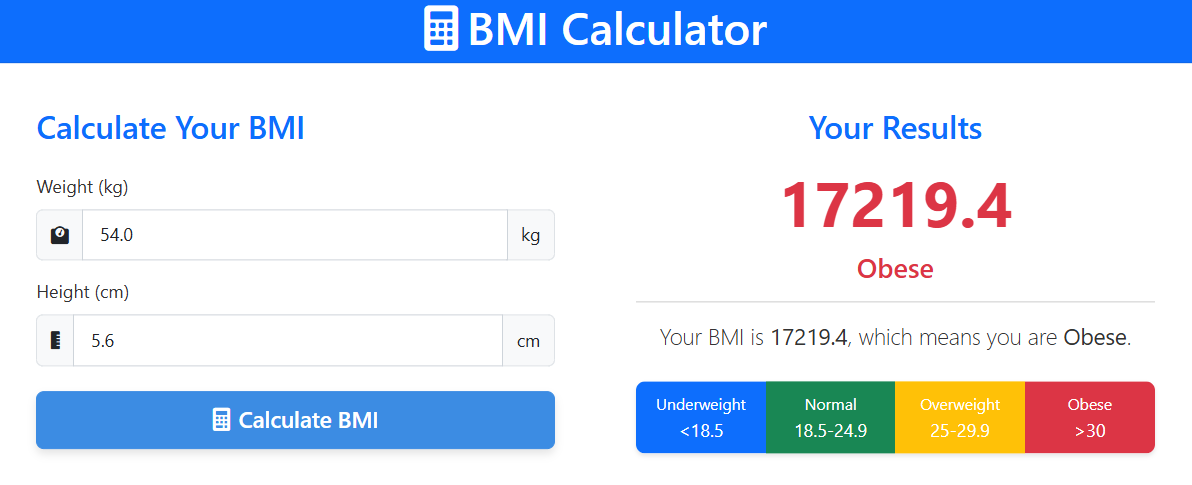 BMI Calculator
Calculate Your BMI
Weight (kg)
54.0 kg
Height (cm)
5.6 cm
Calculate BMI
Your Results
17219.4
Obese
Your BMI is 17219.4, which means you are Obese.
Underweight Normal Overweight Obese
<18.5 18.5-24.9 25-29.9 >30